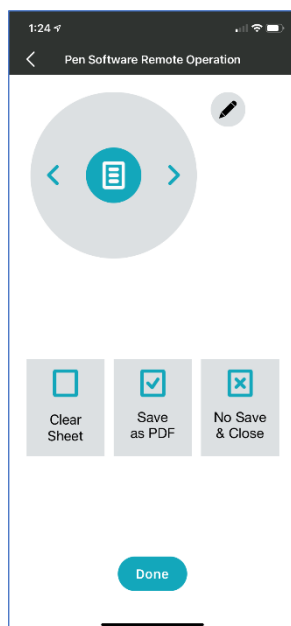 1:24
Pen Software Remote Operation
Clear
Sheet
Save
as PDF
No Save
& Close
Done